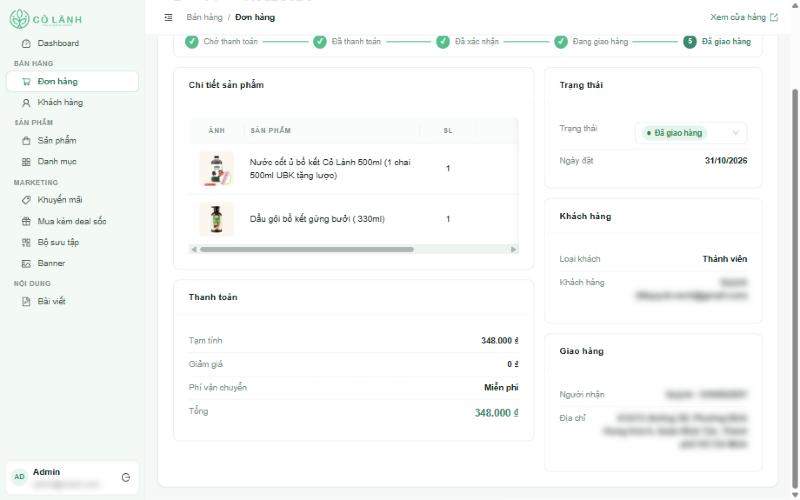 CỎ LÀNH
Dashboard
BÁN HÀNG
Đơn hàng
Khách hàng
SẢN PHẨM
Sản phẩm
Danh mục
MARKETING
Khuyến mãi
Mua kèm deal sốc
Bộ sưu tập
Banner
NỘI DUNG
Bài viết
AD
Admin
Bán hàng / Đơn hàng
Xem cửa hàng
Chờ thanh toán
Đã thanh toán
Đã xác nhận
Đang giao hàng
5 Đã giao hàng
Chi tiết sản phẩm
ẢNH SẢN PHẨM SL
Nước cốt ủ bồ kết Cỏ Lành 500ml (1 chai
500ml UBK tặng lược)
1
Dầu gội bồ kết gừng bưởi ( 330ml)
1
Thanh toán
Tạm tính 348.000 ₫
Giảm giá 0 ₫
Phí vận chuyển Miễn phí
Tổng 348.000 ₫
Trạng thái
Trạng thái Đã giao hàng
Ngày đặt 31/10/2026
Khách hàng
Loại khách Thành viên
Khách hàng
Giao hàng
Người nhận
Địa chỉ